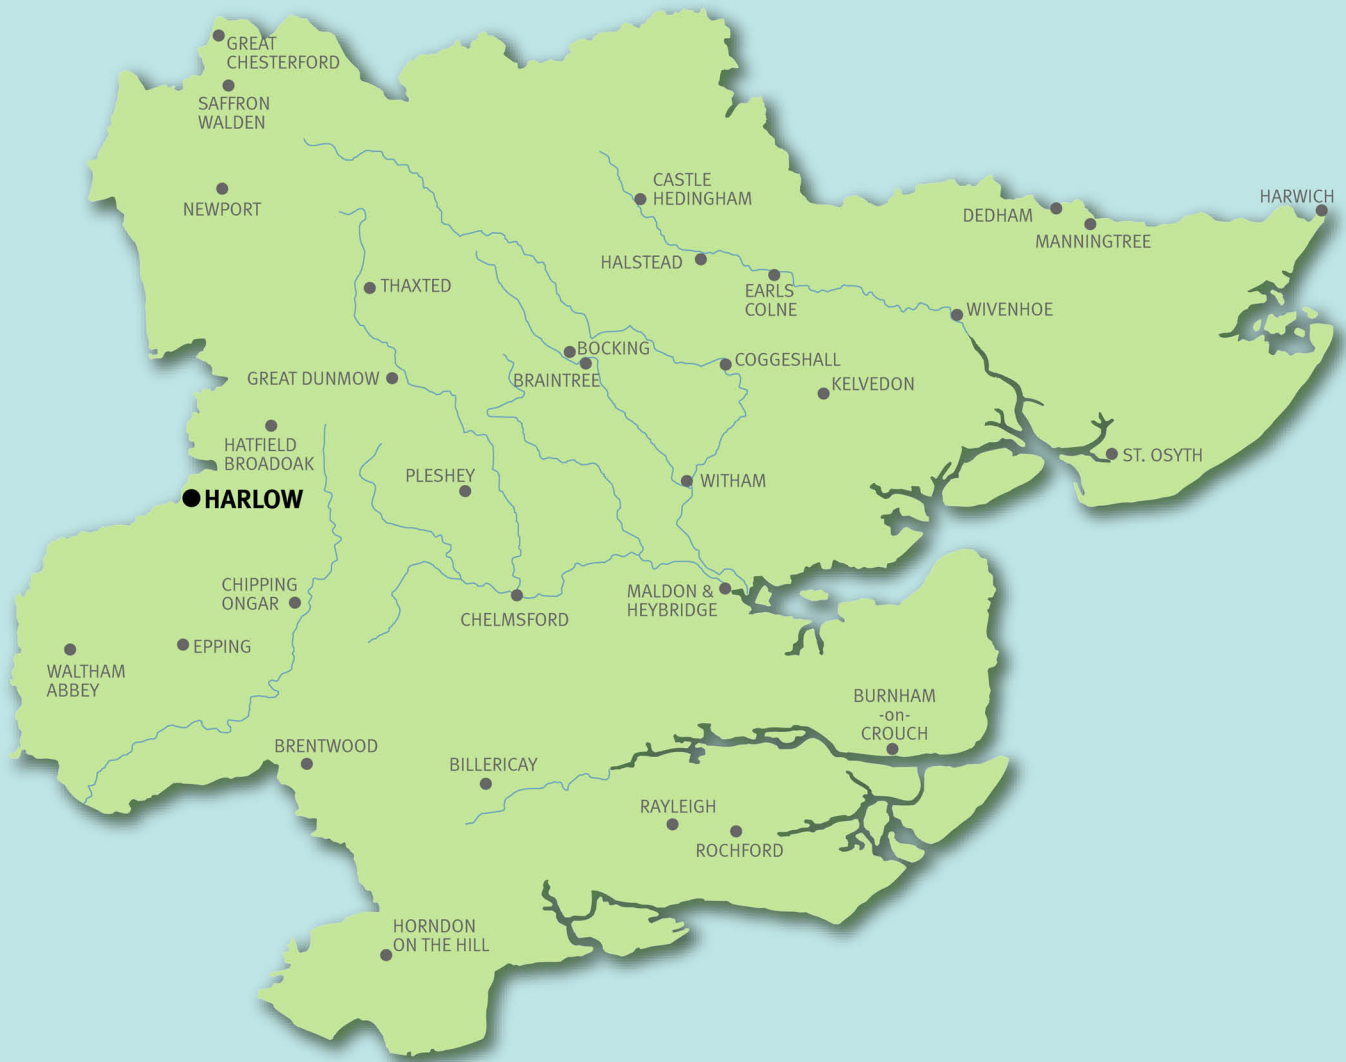 GREAT
CHESTERFORD
SAFFRON
WALDEN
NEWPORT
CASTLE
HEDINGHAM
HARWICH
DEDHAM
MANNINGTREE
HALSTEAD
THAXTED
EARLS
COLNE
WIVENHOE
BOCKING
BRAINTREE
COGGESHALL
GREAT DUNMOW
KELVEDON
HATFIELD
BROADOAK
PLESHEY
WITHAM
ST. OSYTH
HARLOW
CHIPPING
ONGAR
CHELMSFORD
MALDON &
HEYBRIDGE
EPPING
WALTHAM
ABBEY
BURNHAM
-on-
CROUCH
BRENTWOOD
BILLERICAY
RAYLEIGH
ROCHFORD
HORNDON
ON THE HILL